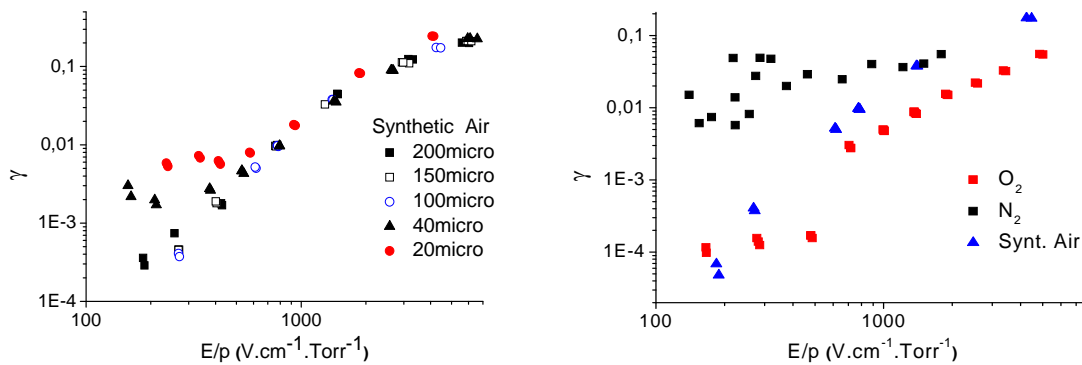 0,1
0,01
1E-3
1E-4
γ
100
1000
E/p (V.cm⁻¹.Torr⁻¹)
Synthetic Air
200micro
150micro
100micro
40micro
20micro
0,1
0,01
1E-3
1E-4
γ
100
1000
E/p (V.cm⁻¹.Torr⁻¹)
O₂
N₂
Synt. Air